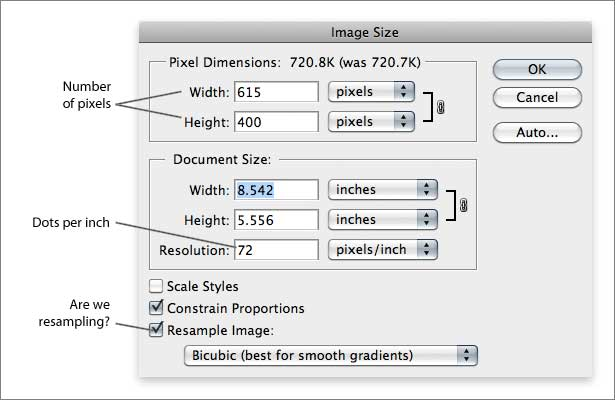 Image Size
Pixel Dimensions: 720.8K (was 720.7K)
Width: 615 pixels
Height: 400 pixels
OK
Cancel
Auto...
Number
of pixels
Document Size:
Width: 8.542 inches
Height: 5.556 inches
Resolution: 72 pixels/inch
Dots per inch
Scale Styles
Constrain Proportions
Resample Image:
Bicubic (best for smooth gradients)
Are we
resampling?